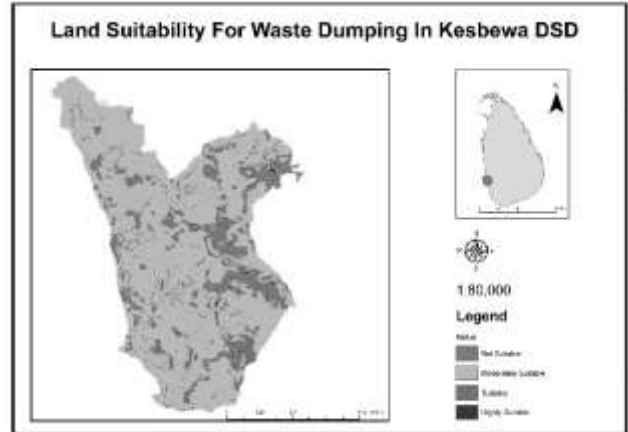 Land Suitability For Waste Dumping In Kesbewa DSD
1:80,000
Legend
Not Suitable
Moderately Suitable
Suitable
Highly Suitable